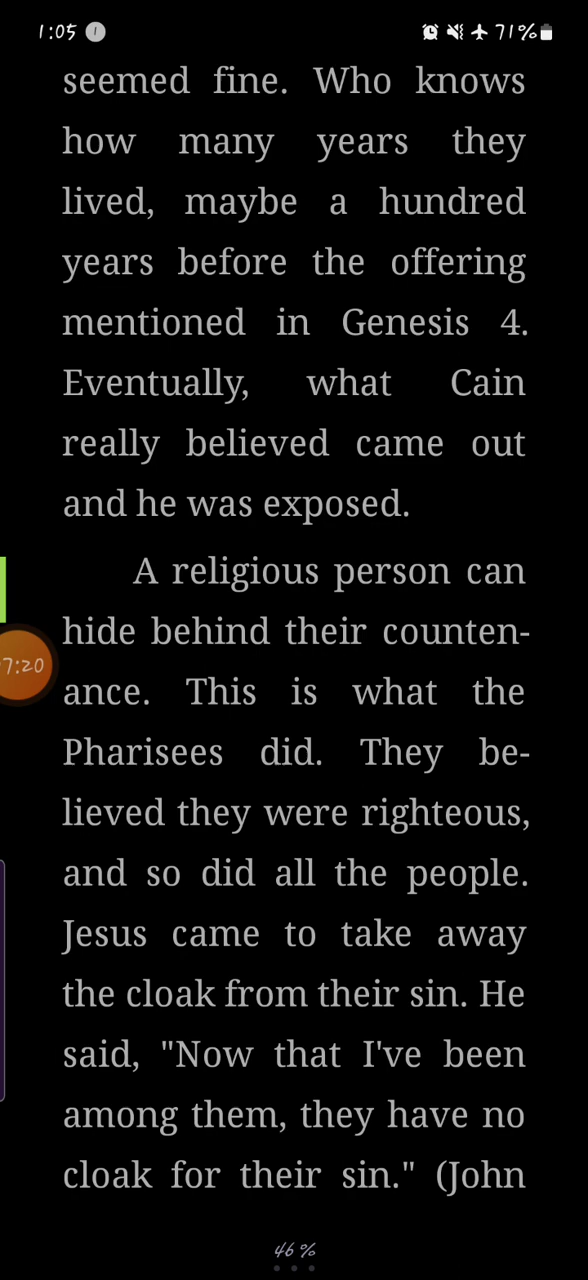 1:05
71%
seemed fine. Who knows
how many years they
lived, maybe a hundred
years before the offering
mentioned in Genesis 4.
Eventually, what Cain
really believed came out
and he was exposed.
A religious person can
hide behind their counten-
7:20
ance. This is what the
Pharisees did. They be-
lieved they were righteous,
and so did all the people.
Jesus came to take away
the cloak from their sin. He
said, "Now that I've been
among them, they have no
cloak for their sin." (John
46%